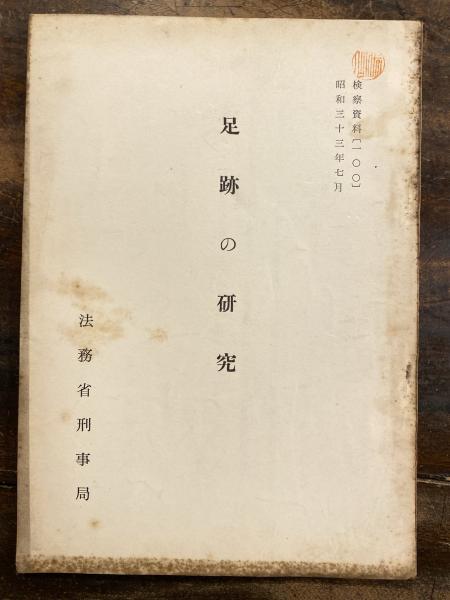 検察資料〔一〇〇〕
昭和三十三年七月
足跡の研究
法務省刑事局